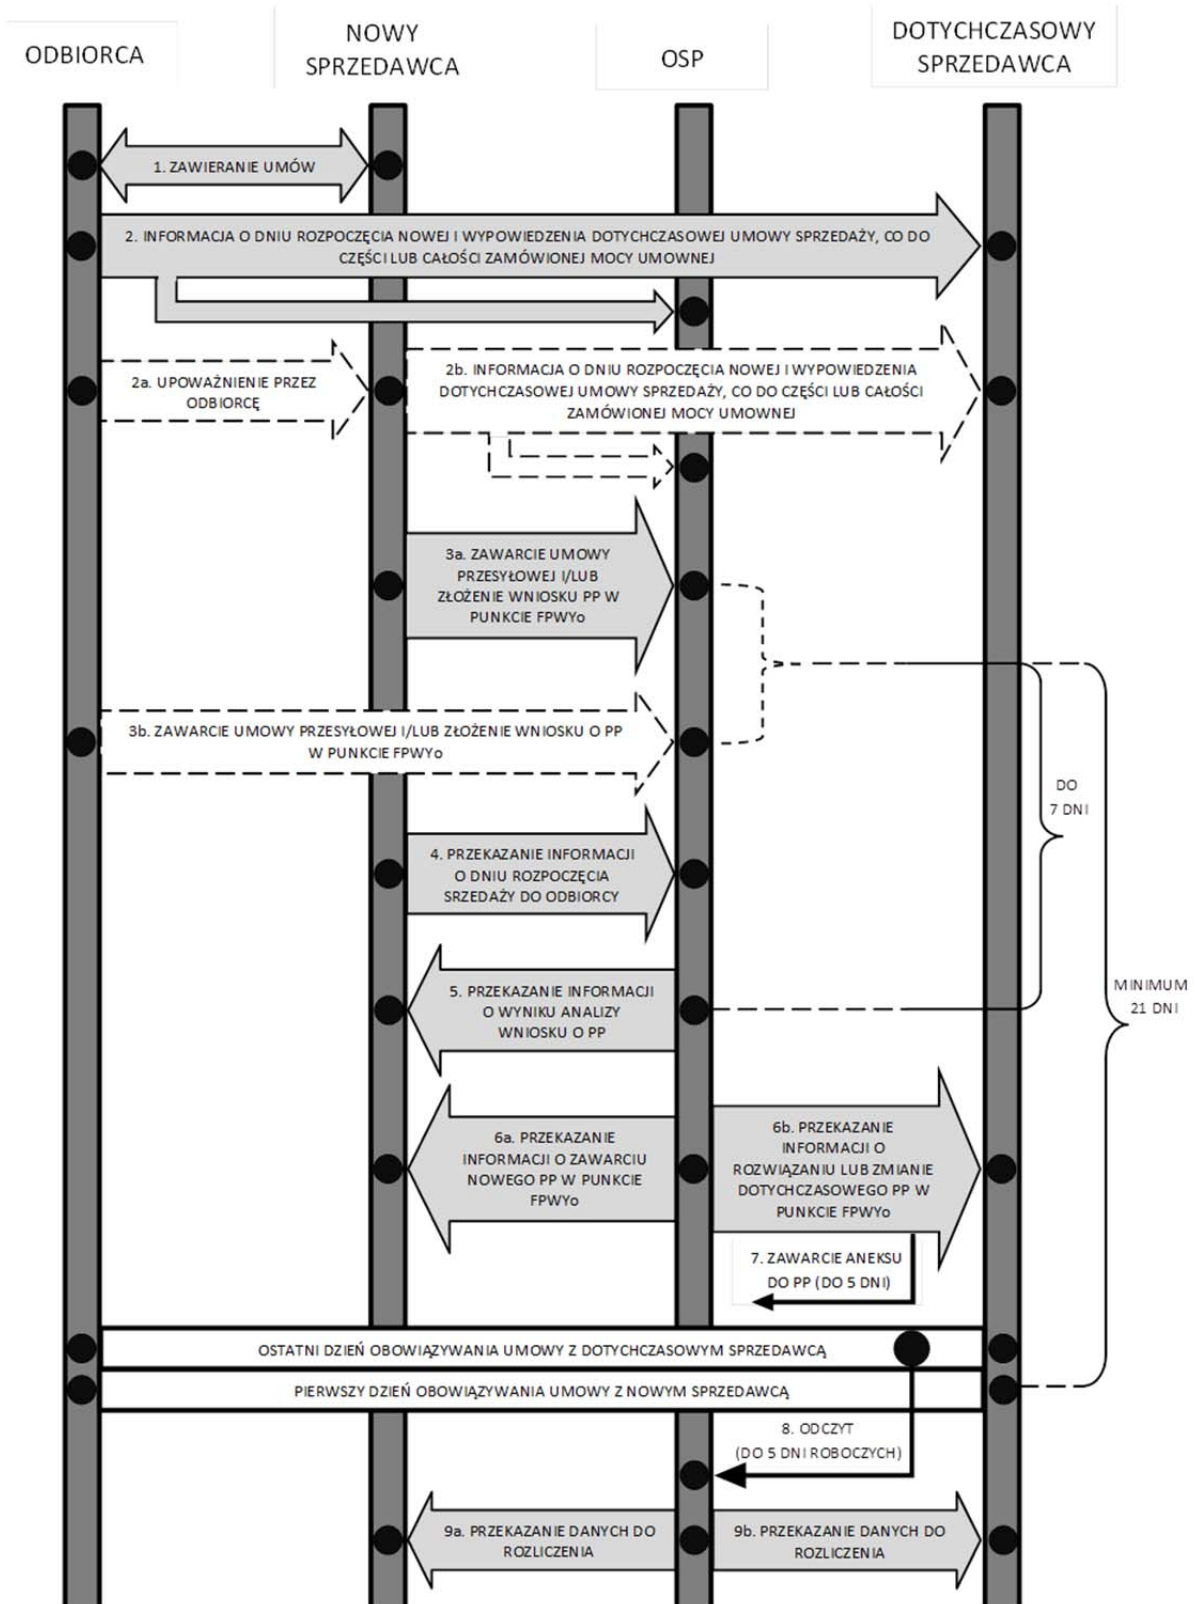 ODBIORCA
NOWY
SPRZEDAWCA
OSP
DOTYCHCZASOWY
SPRZEDAWCA
1. ZAWIERANIE UMÓW
2. INFORMACJA O DNIU ROZPOCZĘCIA NOWEJ I WYPOWIEDZENIA DOTYCHCZASOWEJ UMOWY SPRZEDAŻY, CO DO
CZĘŚCI LUB CAŁOŚCI ZAMÓWIONEJ MOCY UMOWNEJ
2a. UPOWAŻNIENIE PRZEZ
ODBIORCĘ
2b. INFORMACJA O DNIU ROZPOCZĘCIA NOWEJ I WYPOWIEDZENIA
DOTYCHCZASOWEJ UMOWY SPRZEDAŻY, CO DO CZĘŚCI LUB CAŁOŚCI
ZAMÓWIONEJ MOCY UMOWNEJ
3a. ZAWARCIE UMOWY
PRZESYŁOWEJ I/LUB
ZŁOŻENIE WNIOSKU PP W
PUNKCIE FPWYo
3b. ZAWARCIE UMOWY PRZESYŁOWEJ I/LUB ZŁOŻENIE WNIOSKU O PP
W PUNKCIE FPWYo
DO
7 DNI
4. PRZEKAZANIE INFORMACJI
O DNIU ROZPOCZĘCIA
SRZEDAŻY DO ODBIORCY
5. PRZEKAZANIE INFORMACJI
O WYNIKU ANALIZY
WNIOSKU O PP
MINIMUM
21 DNI
6a. PRZEKAZANIE
INFORMACJI O ZAWARCIU
NOWEGO PP W PUNKCIE
FPWYo
6b. PRZEKAZANIE
INFORMACJI O
ROZWIĄZANIU LUB ZMIANIE
DOTYCHCZASOWEGO PP W
PUNKCIE FPWYo
7. ZAWARCIE ANEKSU
DO PP (DO 5 DNI)
OSTATNI DZIEŃ OBOWIĄZYWANIA UMOWY Z DOTYCHCZASOWYM SPRZEDAWCĄ
PIERWSZY DZIEŃ OBOWIĄZYWANIA UMOWY Z NOWYM SPRZEDAWCĄ
8. ODCZYT
(DO 5 DNI ROBOCZYCH)
9a. PRZEKAZANIE DANYCH DO
ROZLICZENIA
9b. PRZEKAZANIE DANYCH DO
ROZLICZENIA